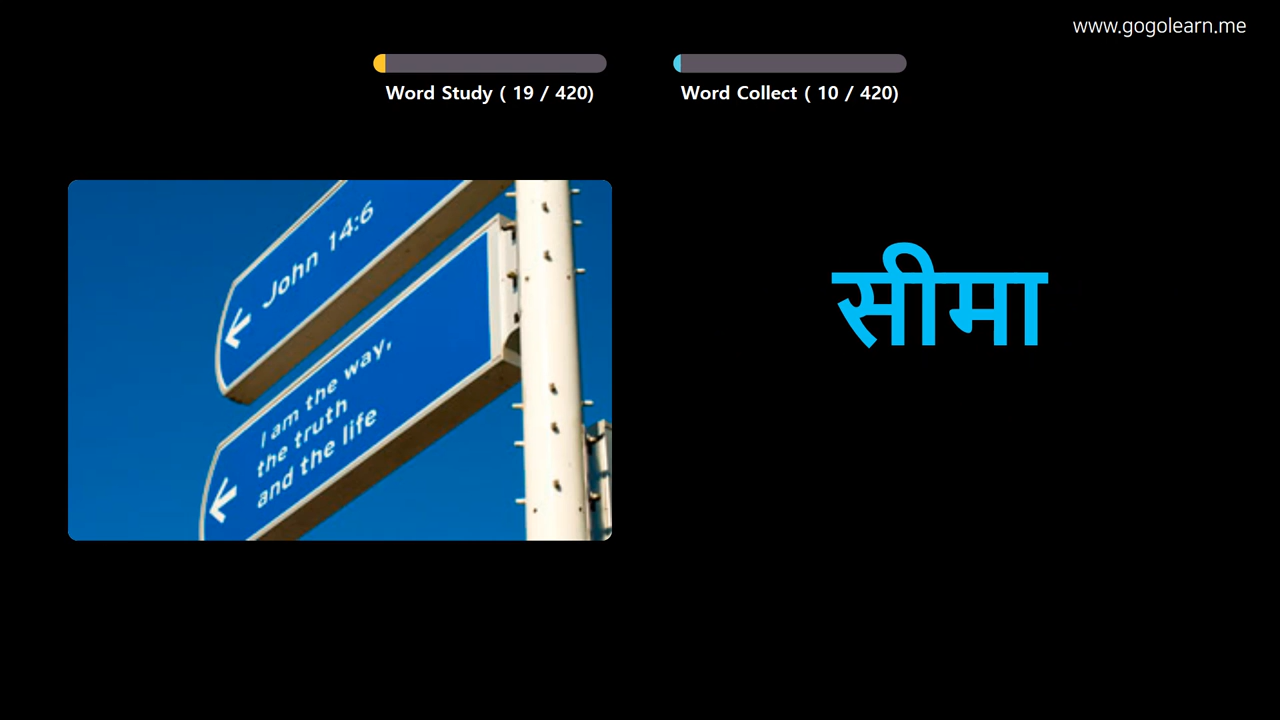 www.gogolearn.me
Word Study ( 19 / 420)
Word Collect ( 10 / 420)
John 14:6
I am the way,
the truth
and the life
सीमा